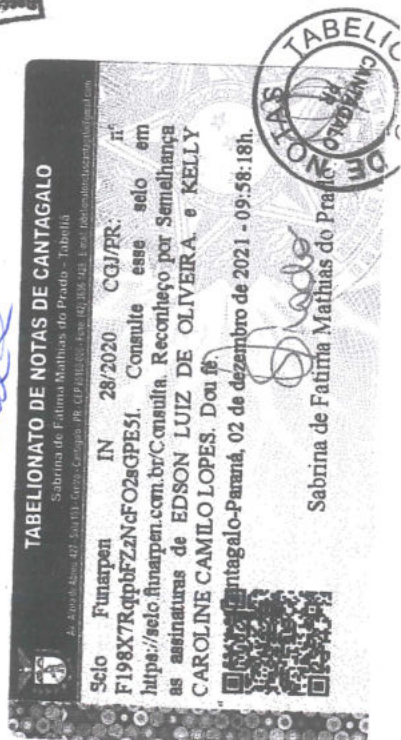 TABELIONATO DE NOTAS DE CANTAGALO
Sabrina de Fatima Mathias do Prado - Tabeliã
Selo Funarpen IN 28/2020 CGJ/PR: nº
F198X7RqtpbFZzNcFO2sGPE51. Consulte esse selo em
https://selo.funarpen.com.br/Consulta. Reconheço por Semelhança
as assinaturas de EDSON LUIZ DE OLIVEIRA, e KELLY
CAROLINE CAMILO LOPES. Dou fé.
Cantagalo-Paraná, 02 de dezembro de 2021 - 09:58:18h.
Sabrina de Fatima Mathias do Prado
DE NOTAS
CANTAGALO
PR